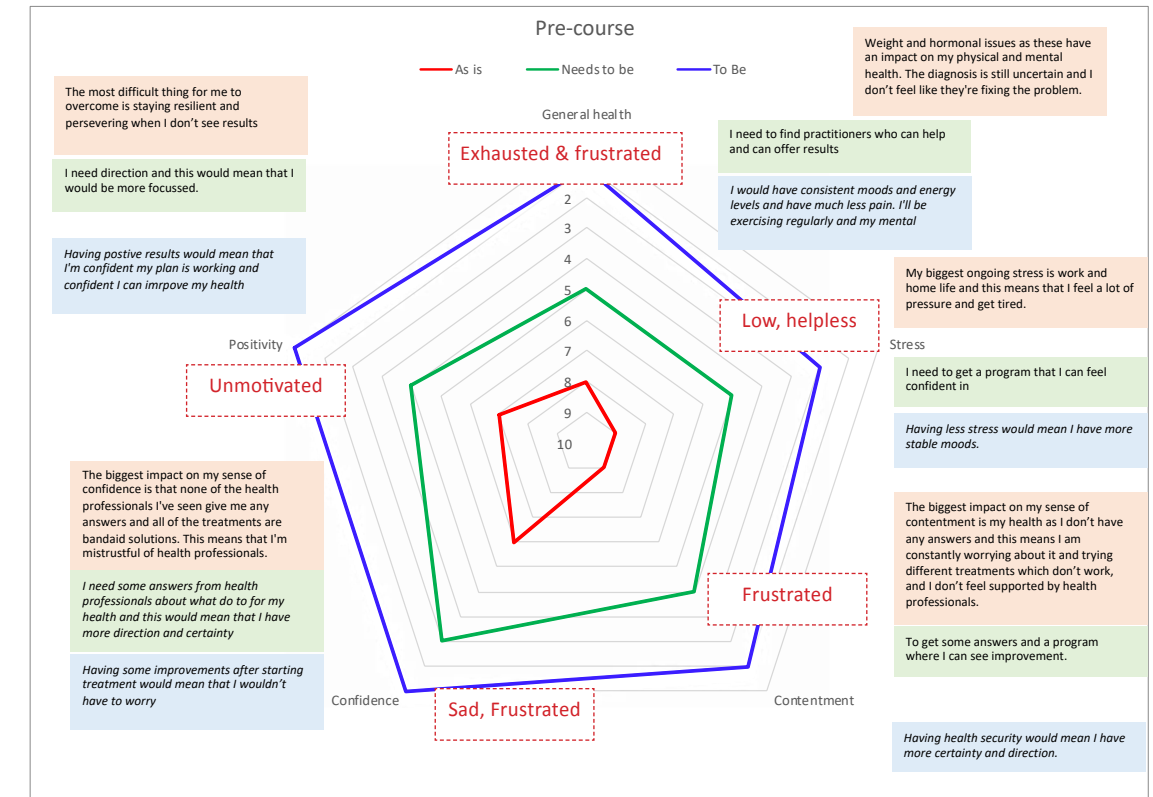 Pre-course
As is
Needs to be
To Be
Weight and hormonal issues as these have
an impact on my physical and mental
health. The diagnosis is still uncertain and I
don't feel like they're fixing the problem.
The most difficult thing for me to
overcome is staying resilient and
persevering when I don't see results
I need direction and this would mean that I
would be more focussed.
Having postive results would mean that
I'm confident my plan is working and
confident I can imrpove my health
General health
Exhausted & frustrated
I need to find practitioners who can help
and can offer results
I would have consistent moods and energy
levels and have much less pain. I'll be
exercising regularly and my mental
2
3
4
5
6
7
8
9
10
My biggest ongoing stress is work and
home life and this means that I feel a lot of
pressure and get tired.
Low, helpless
Stress
I need to get a program that I can feel
confident in
Having less stress would mean I have more
stable moods.
Positivity
Unmotivated
The biggest impact on my sense of
confidence is that none of the health
professionals I've seen give me any
answers and all of the treatments are
bandaid solutions. This means that I'm
mistrustful of health professionals.
I need some answers from health
professionals about what do to for my
health and this would mean that I have
more direction and certainty
Having some improvements after starting
treatment would mean that I wouldn't
have to worry
The biggest impact on my sense of
contentment is my health as I don't have
any answers and this means I am
constantly worrying about it and trying
different treatments which don't work,
and I don't feel supported by health
professionals.
Frustrated
To get some answers and a program
where I can see improvement.
Confidence
Sad, Frustrated
Contentment
Having health security would mean I have
more certainty and direction.